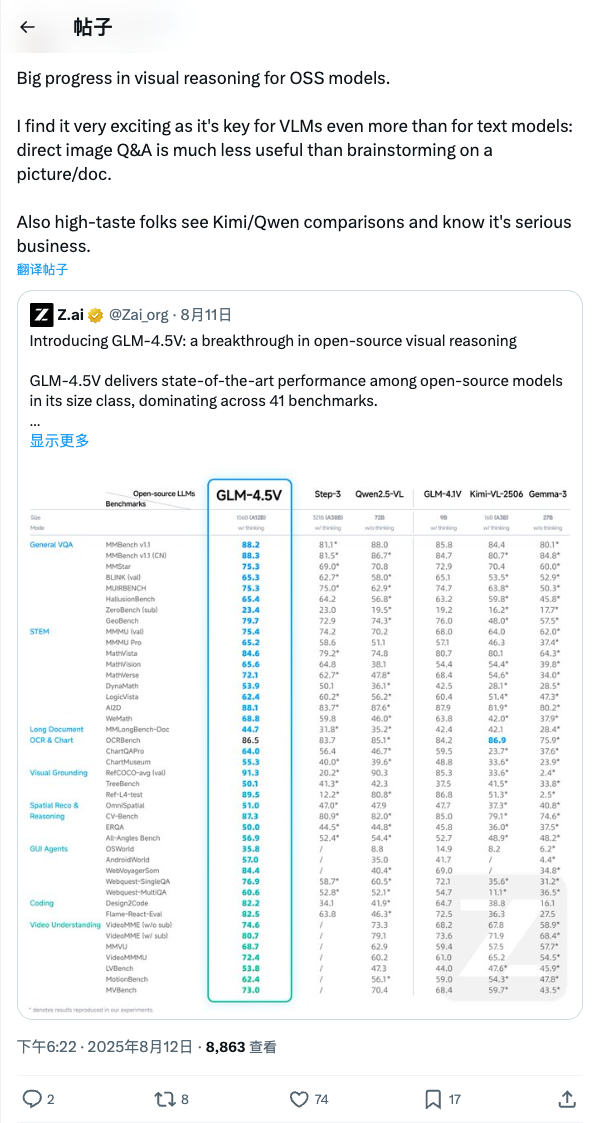 帖子
Big progress in visual reasoning for OSS models.
I find it very exciting as it's key for VLMs even more than for text models:
direct image Q&A is much less useful than brainstorming on a
picture/doc.
Also high-taste folks see Kimi/Qwen comparisons and know it's serious
business.
翻译帖子
Z.ai @Zai_org · 8月11日
Introducing GLM-4.5V: a breakthrough in open-source visual reasoning
GLM-4.5V delivers state-of-the-art performance among open-source models
in its size class, dominating across 41 benchmarks.
...
显示更多
Open-source LLMs
Benchmarks
GLM-4.5V Step-3 Qwen2.5-VL GLM-4.1V Kimi-VL-2506 Gemma-3
Size 106B (A12B) 321B (A38B) 72B 9B 16B (A3B) 27B
Mode w/ thinking w/ thinking w/o thinking w/ thinking w/ thinking w/o thinking
General VQA MMBench v1.1 88.2 81.1* 88.0 85.8 84.4 80.1*
MMBench v1.1 (CN) 88.3 81.5* 86.7* 84.7 80.7* 84.8*
MMStar 75.3 69.0* 70.8 72.9 70.4 60.0*
BLINK (val) 65.3 62.7* 58.0* 65.1 53.5* 52.9*
MUIRBENCH 75.3 75.0* 62.9* 74.7 63.8* 50.3*
HallusionBench 65.4 64.2 56.8* 63.2 59.8* 45.8*
ZeroBench (sub) 23.4 23.0 19.5* 19.2 16.2* 17.7*
GeoBench 79.7 72.9 74.3* 76.0 48.0* 57.5*
STEM MMMU (val) 75.4 74.2 70.2 68.0 64.0 62.0*
MMMU Pro 65.2 58.6 51.1 57.1 46.3 37.4*
MathVista 84.6 79.2* 74.8 80.7 80.1 64.3*
MathVision 65.6 64.8 38.1 54.4 54.4* 39.8*
MathVerse 72.1 62.7* 47.8* 68.4 54.6* 34.0*
DynaMath 53.9 50.1 36.1* 42.5 28.1* 28.5*
LogicVista 62.4 60.2* 56.2* 60.4 51.4* 47.3*
AI2D 88.1 83.7* 87.6* 87.9 81.9* 80.2*
WeMath 68.8 59.8 46.0* 63.8 42.0* 37.9*
Long Document MMLongBench-Doc 44.7 31.8* 35.2* 42.4 42.1 28.4*
OCR & Chart OCRBench 86.5 83.7* 85.1* 84.2 86.9 75.9*
ChartQAPro 64.0 56.4 46.7* 59.5 23.7* 37.6*
ChartMuseum 55.3 40.0* 39.6* 48.8 33.6* 23.9*
Visual Grounding RefCOCO-avg (val) 91.3 20.2* 90.3 85.3 33.6* 2.4*
TreeBench 50.1 41.3* 42.3 37.5 41.5* 33.8*
Ref-L4-test 89.5 12.2* 80.8* 86.8 51.3* 2.5*
Spatial Reco & OmniSpatial 51.0 47.0* 47.9 47.7 37.3* 40.8*
Reasoning CV-Bench 87.3 80.9* 82.0* 85.0 79.1* 74.6*
ERQA 50.0 44.5* 44.8* 45.8 36.0* 37.5*
All-Angles Bench 56.9 52.4* 54.4* 52.7 48.9* 48.2*
GUI Agents OSWorld 35.8 / 8.8 14.9 8.2 6.2*
AndroidWorld 57.0 / 35.0 41.7 / 4.4*
WebVoyagerSom 84.4 / 40.4* 69.0 / 34.8*
Webquest-SingleQA 76.9 58.7* 60.5* 72.1 35.6* 31.2*
Webquest-MultiQA 60.6 52.8* 52.1* 54.7 11.1* 36.5*
Coding Design2Code 82.2 34.1 41.9* 64.7 38.8 16.1
Flame-React-Eval 82.5 63.8 46.3* 72.5 36.3 27.5
Video Understanding VideoMME (w/o sub) 74.6 / 73.3 68.2 67.8 58.9*
VideoMME (w/ sub) 80.7 / 79.1 73.6 71.9 68.4*
MMVU 68.7 / 62.9 59.4 57.5 57.7*
VideoMMMU 72.4 / 60.2 61.0 65.2 54.5*
LVBench 53.8 / 47.3 44.0 47.6* 45.9*
MotionBench 62.4 / 56.1* 59.0 54.3* 47.8*
MVBench 73.0 / 70.4 68.4 59.7* 43.5*
* denotes results reproduced in our experiments.
下午6:22 · 2025年8月12日 · 8,863 查看
2 8 74 17